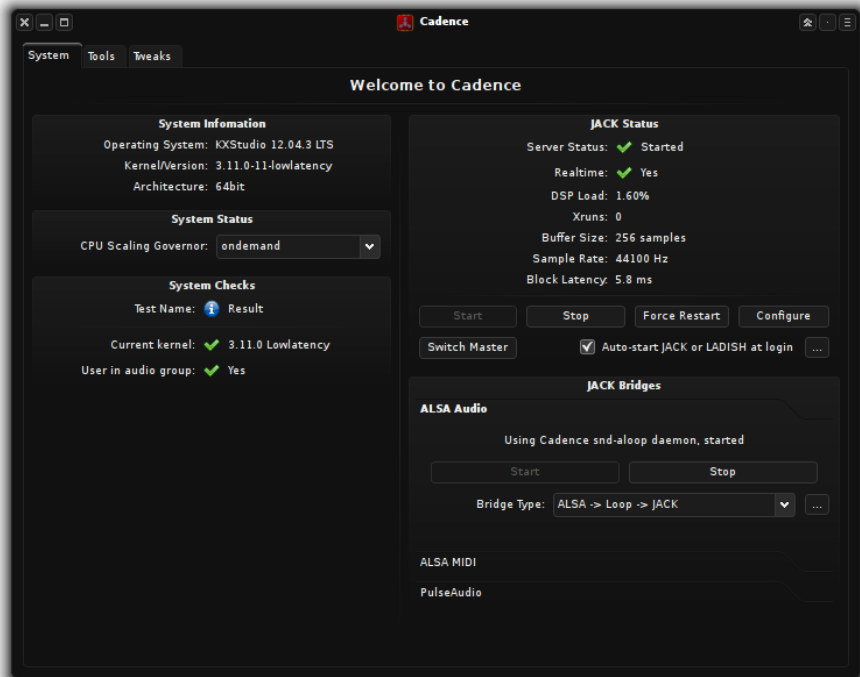 Cadence
System Tools Tweaks
Welcome to Cadence
System Infomation
Operating System: KXStudio 12.04.3 LTS
Kernel/Version: 3.11.0-11-lowlatency
Architecture: 64bit
System Status
CPU Scaling Governor: ondemand
System Checks
Test Name: Result
Current kernel: 3.11.0 Lowlatency
User in audio group: Yes
JACK Status
Server Status: Started
Realtime: Yes
DSP Load: 1.60%
Xruns: 0
Buffer Size: 256 samples
Sample Rate: 44100 Hz
Block Latency: 5.8 ms
Start Stop Force Restart Configure
Switch Master Auto-start JACK or LADISH at login ...
JACK Bridges
ALSA Audio
Using Cadence snd-aloop daemon, started
Start Stop
Bridge Type: ALSA -> Loop -> JACK ...
ALSA MIDI
PulseAudio